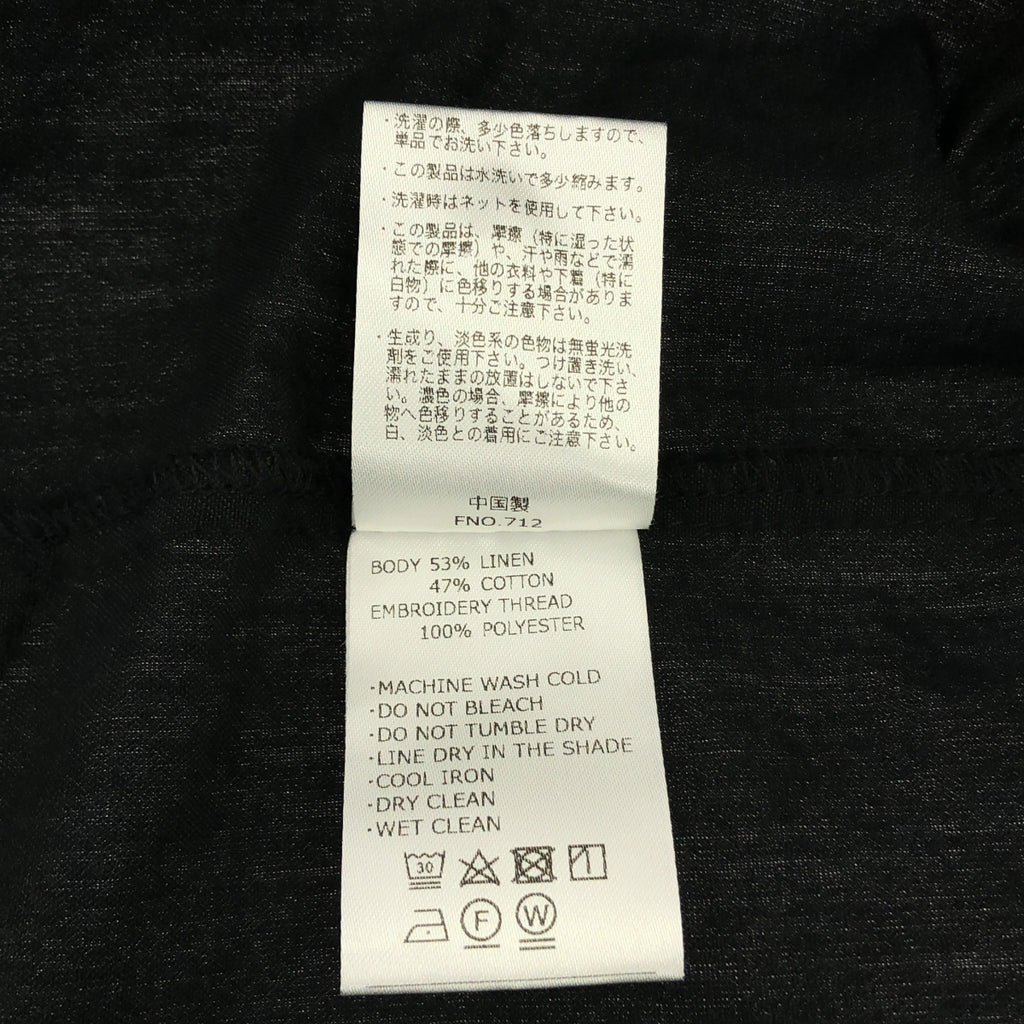 ・洗濯の際、多少色落ちしますので、
単品でお洗い下さい。
・この製品は水洗いで多少縮みます。
・洗濯時はネットを使用して下さい。
・この製品は、摩擦（特に湿った状
態での摩擦）や、汗や雨などで濡
れた際に、他の衣料や下着（特に
白物）に色移りする場合がありま
すので、十分ご注意下さい。
・生成り、淡色系の色物は無蛍光洗
剤をご使用下さい。つけ置き洗い、
濡れたままの放置はしないで下さ
い。濃色の場合、摩擦により他の
物へ色移りすることがあるため、
白、淡色との着用にご注意下さい。
中国製
FNO.712
BODY 53% LINEN
47% COTTON
EMBROIDERY THREAD
100% POLYESTER
・MACHINE WASH COLD
・DO NOT BLEACH
・DO NOT TUMBLE DRY
・LINE DRY IN THE SHADE
・COOL IRON
・DRY CLEAN
・WET CLEAN
30
F W